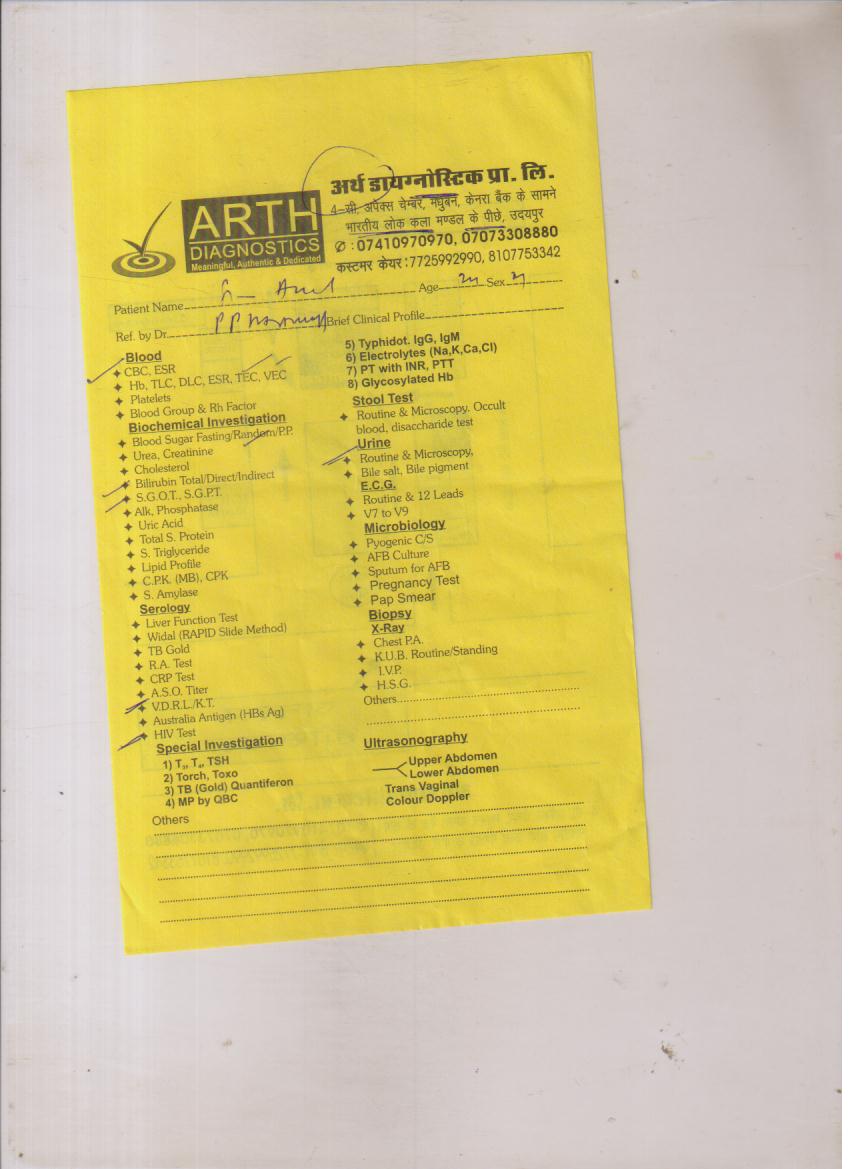 अर्थ डायग्नोस्टिक प्रा. लि.
4-सी, अपेक्स चेम्बर, मधुबन, केनरा बैंक के सामने
भारतीय लोक कला मण्डल के पीछे, उदयपुर
✆ : 07410970970, 07073308880
कस्टमर केयर : 7725992990, 8107753342
ARTH
DIAGNOSTICS
Meaningful, Authentic & Dedicated
Patient Name Age Sex
Ref. by Dr. Brief Clinical Profile
Blood
CBC, ESR
Hb, TLC, DLC, ESR, TEC, VEC
Platelets
Blood Group & Rh Factor
Biochemical Investigation
Blood Sugar Fasting/Random/P.P.
Urea, Creatinine
Cholesterol
Bilirubin Total/Direct/Indirect
S.G.O.T., S.G.P.T.
Alk, Phosphatase
Uric Acid
Total S. Protein
S. Triglyceride
Lipid Profile
C.P.K. (MB), CPK
S. Amylase
Serology
Liver Function Test
Widal (RAPID Slide Method)
TB Gold
R.A. Test
CRP Test
A.S.O. Titer
V.D.R.L./K.T.
Australia Antigen (HBs Ag)
HIV Test
Special Investigation
1) T₃, T₄, TSH
2) Torch, Toxo
3) TB (Gold) Quantiferon
4) MP by QBC
5) Typhidot. IgG, IgM
6) Electrolytes (Na,K,Ca,Cl)
7) PT with INR, PTT
8) Glycosylated Hb
Stool Test
Routine & Microscopy. Occult
blood, disaccharide test
Urine
Routine & Microscopy,
Bile salt, Bile pigment
E.C.G.
Routine & 12 Leads
V7 to V9
Microbiology
Pyogenic C/S
AFB Culture
Sputum for AFB
Pregnancy Test
Pap Smear
Biopsy
X-Ray
Chest P.A.
K.U.B. Routine/Standing
I.V.P.
H.S.G.
Others
Ultrasonography
Upper Abdomen
Lower Abdomen
Trans Vaginal
Colour Doppler
Others